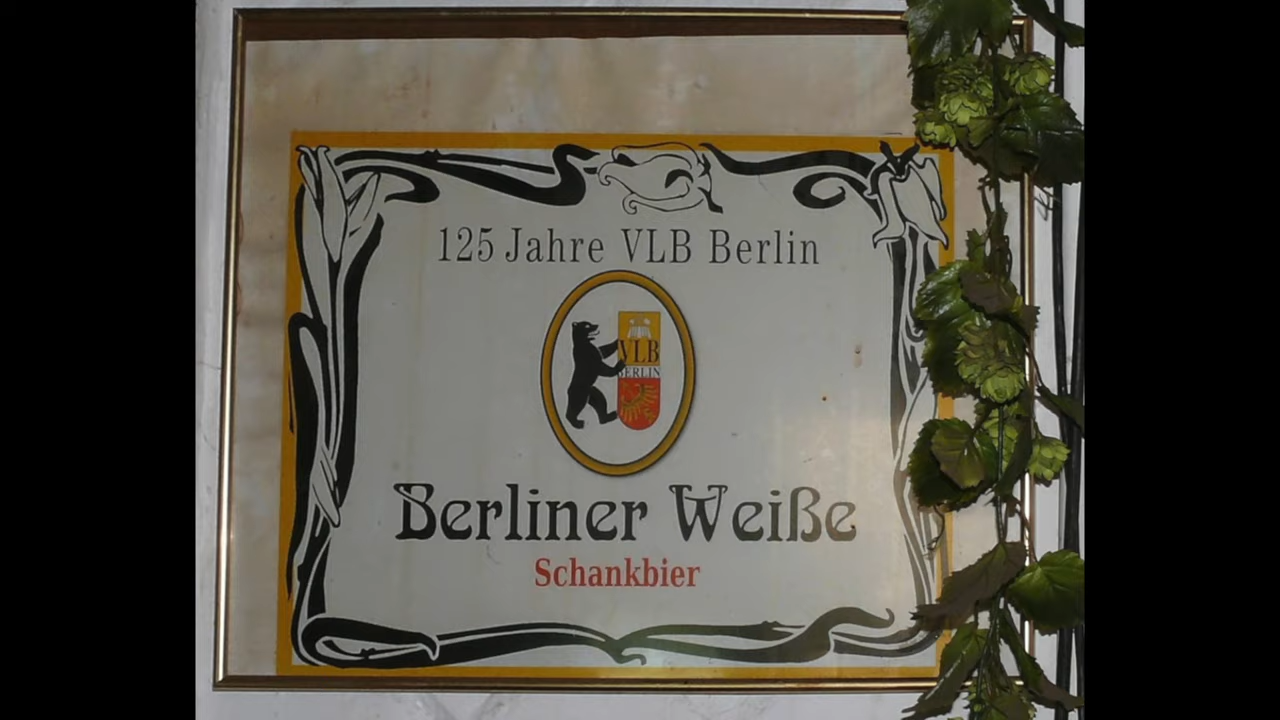 125 Jahre VLB Berlin
VLB
BERLIN
Berliner Weiße
Schankbier